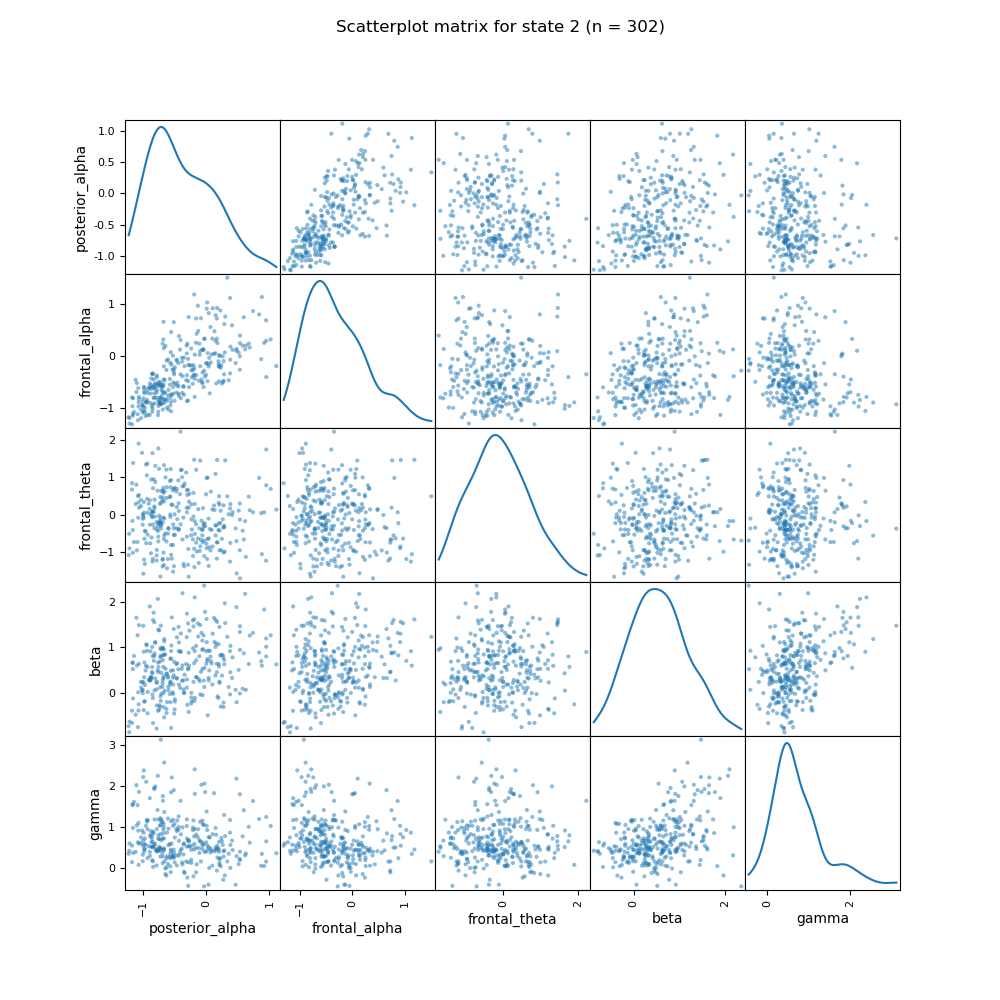 Scatterplot matrix for state 2 (n = 302)
posterior_alpha
1.0
0.5
0.0
-0.5
-1.0
frontal_alpha
1
0
−1
frontal_theta
2
1
0
−1
beta
2
1
0
gamma
3
2
1
0
−1 0 1 −1 0 1 0 2 0 2 0 2
posterior_alpha frontal_alpha frontal_theta beta gamma